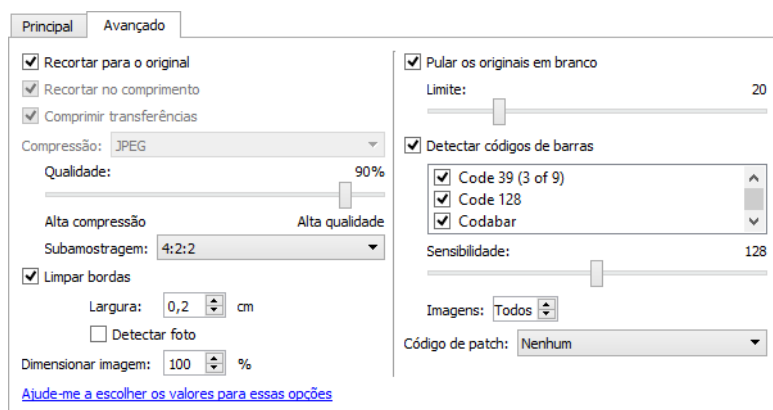 Principal Avançado
Recortar para o original
Recortar no comprimento
Comprimir transferências
Compressão: JPEG
Qualidade: 90%
Alta compressão Alta qualidade
Subamostragem: 4:2:2
Limpar bordas
Largura: 0,2 cm
Detectar foto
Dimensionar imagem: 100 %
Ajude-me a escolher os valores para essas opções
Pular os originais em branco
Limite: 20
Detectar códigos de barras
Code 39 (3 of 9)
Code 128
Codabar
Sensibilidade: 128
Imagens: Todos
Código de patch: Nenhum